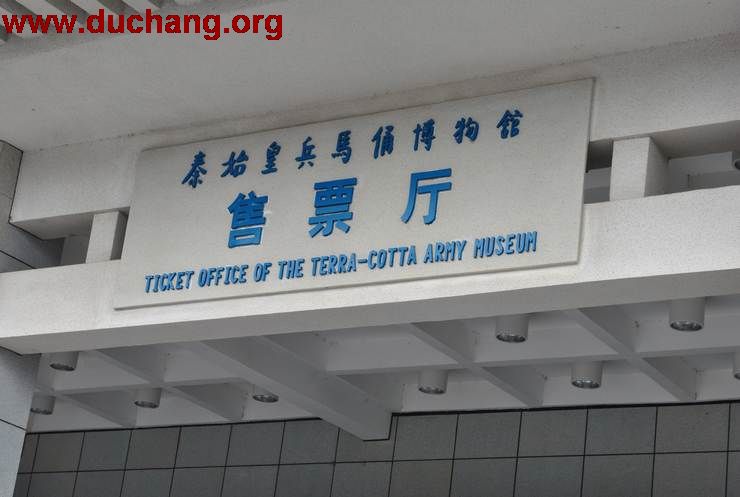 www.duchang.org
秦始皇兵馬俑博物館
售票厅
TICKET OFFICE OF THE TERRA-COTTA ARMY MUSEUM